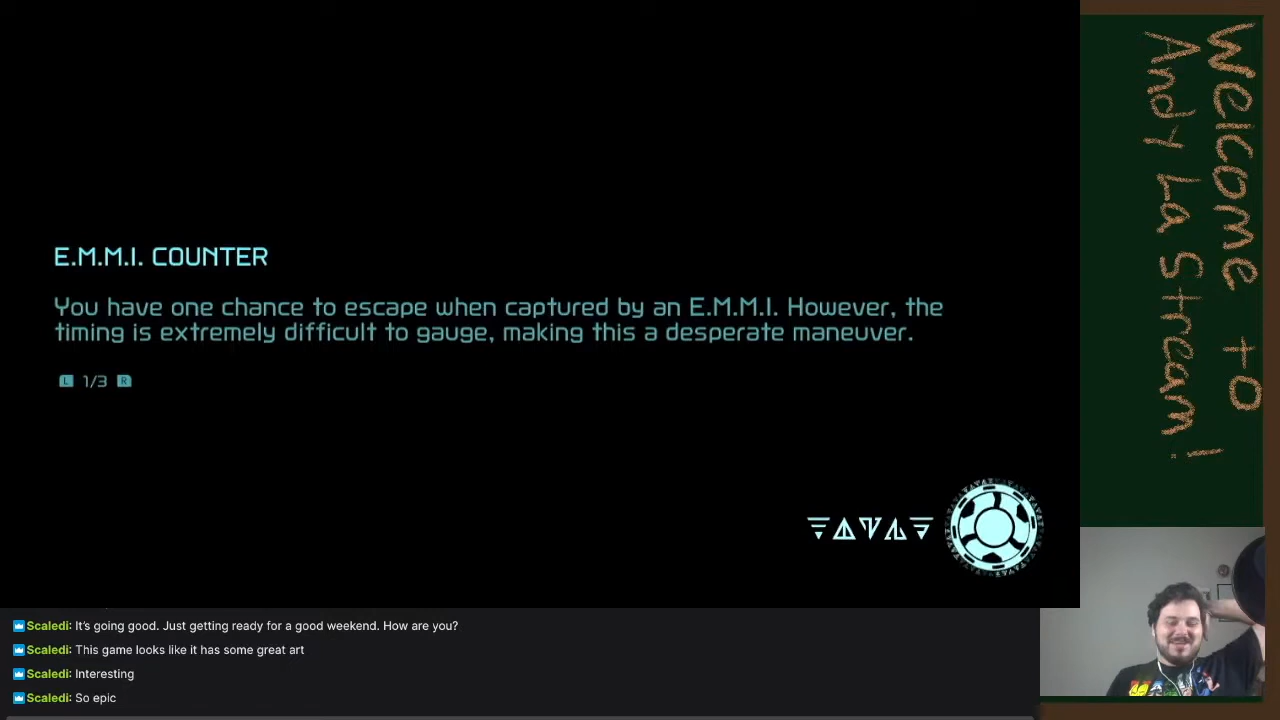 E.M.M.I. COUNTER
You have one chance to escape when captured by an E.M.M.I. However, the
timing is extremely difficult to gauge, making this a desperate maneuver.
L 1/3 R
Scaledi: It's going good. Just getting ready for a good weekend. How are you?
Scaledi: This game looks like it has some great art
Scaledi: Interesting
Scaledi: So epic
Welcome to
Andy La Stream!